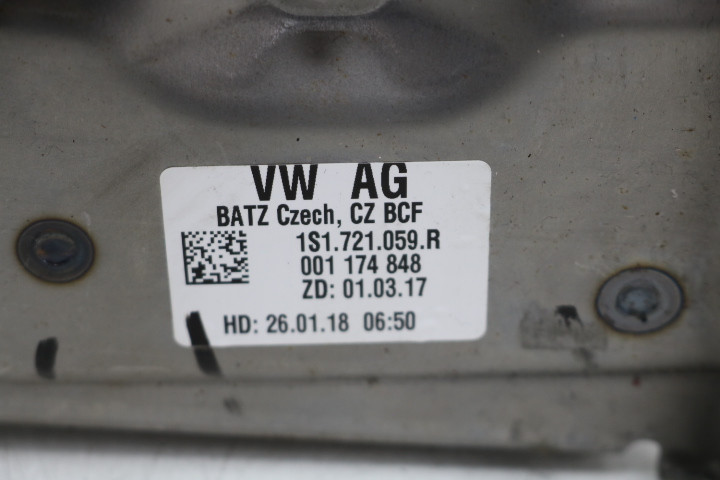 VW AG
BATZ Czech, CZ BCF
1S1.721.059.R
001 174 848
ZD: 01.03.17
HD: 26.01.18 06:50